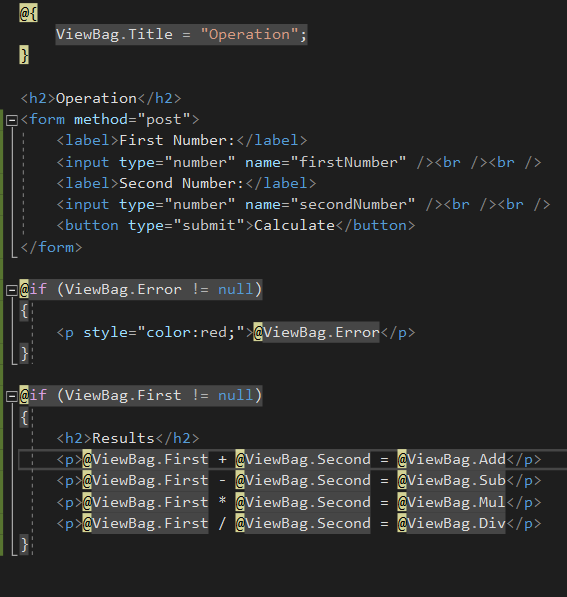 @{
    ViewBag.Title = "Operation";
}

<h2>Operation</h2>
<form method="post">
    <label>First Number:</label>
    <input type="number" name="firstNumber" /><br /><br />
    <label>Second Number:</label>
    <input type="number" name="secondNumber" /><br /><br />
    <button type="submit">Calculate</button>
</form>

@if (ViewBag.Error != null)
{
    <p style="color:red;">@ViewBag.Error</p>
}

@if (ViewBag.First != null)
{
    <h2>Results</h2>
    <p>@ViewBag.First + @ViewBag.Second = @ViewBag.Add</p>
    <p>@ViewBag.First - @ViewBag.Second = @ViewBag.Sub</p>
    <p>@ViewBag.First * @ViewBag.Second = @ViewBag.Mul</p>
    <p>@ViewBag.First / @ViewBag.Second = @ViewBag.Div</p>
}